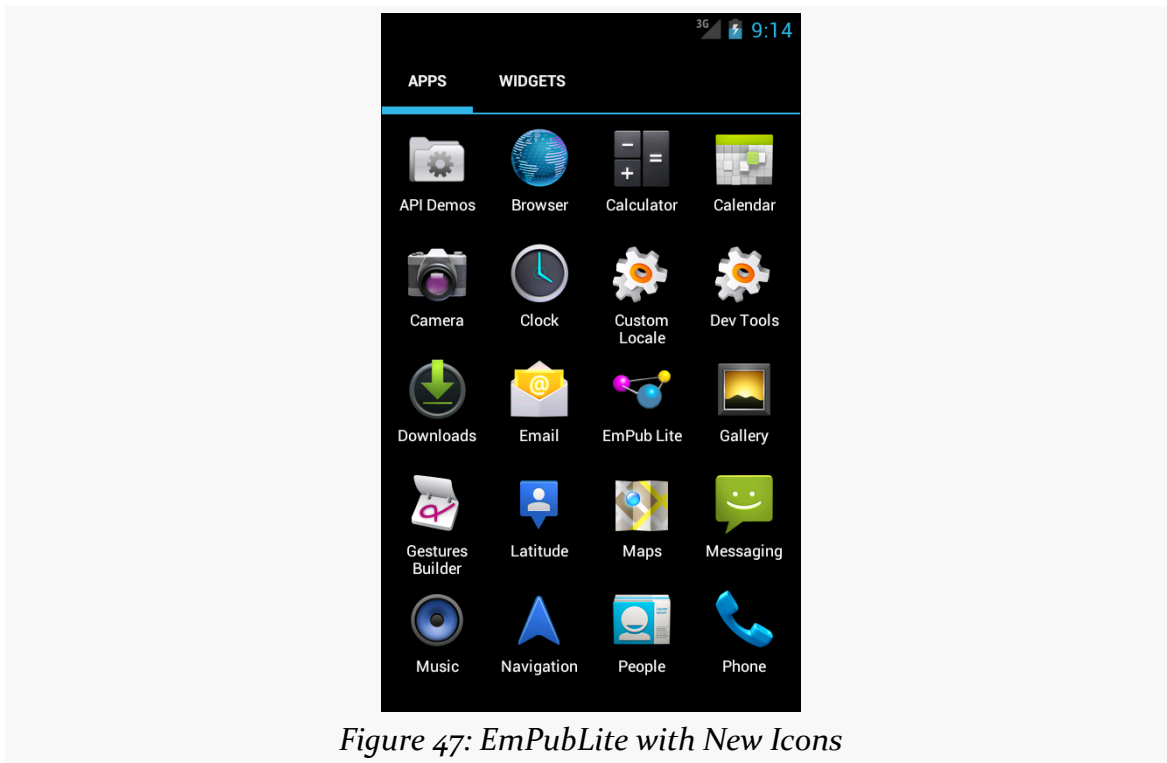 3G 9:14
APPS WIDGETS
API Demos Browser Calculator Calendar
Camera Clock Custom Dev Tools
Locale
Downloads Email EmPub Lite Gallery
Gestures Latitude Maps Messaging
Builder
Music Navigation People Phone
Figure 47: EmPubLite with New Icons